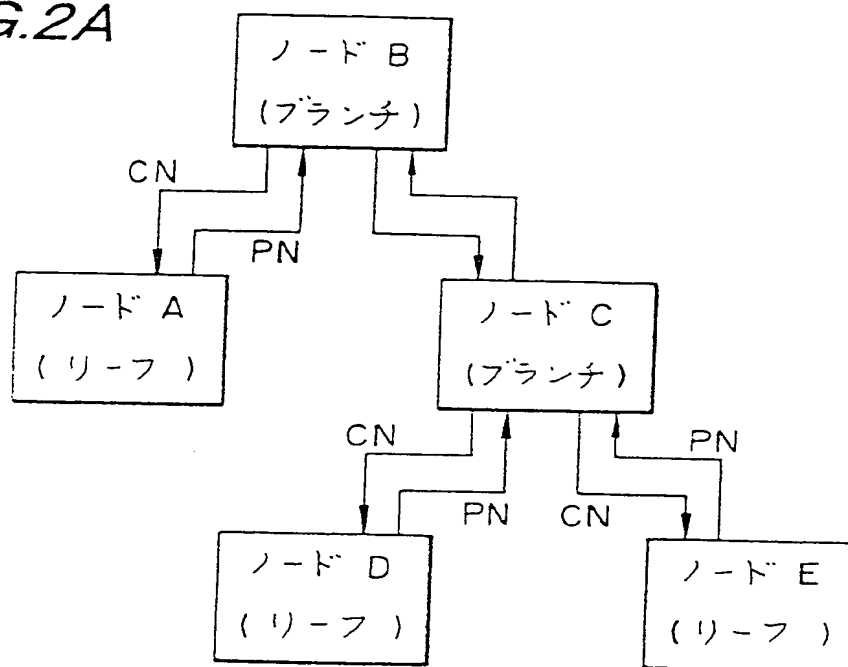 G.2A
ノード B
(ブランチ)
CN
PN
ノード A
(リーフ)
ノード C
(ブランチ)
CN
PN
PN
CN
ノード D
(リーフ)
ノード E
(リーフ)